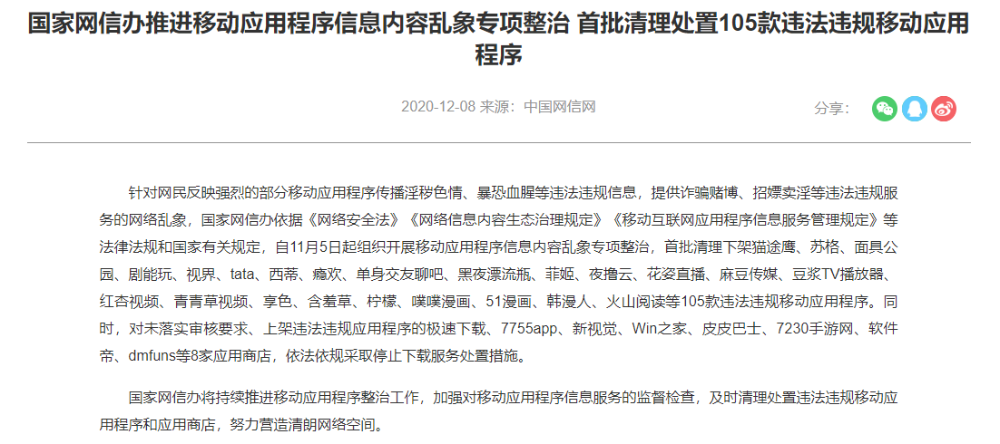 国家网信办推进移动应用程序信息内容乱象专项整治 首批清理处置105款违法违规移动应用
程序
2020-12-08 来源：中国网信网
分享：
针对网民反映强烈的部分移动应用程序传播淫秽色情、暴恐血腥等违法违规信息，提供诈骗赌博、招嫖卖淫等违法违规服
务的网络乱象，国家网信办依据《网络安全法》《网络信息内容生态治理规定》《移动互联网应用程序信息服务管理规定》等
法律法规和国家有关规定，自11月5日起组织开展移动应用程序信息内容乱象专项整治，首批清理下架猫途鹰、苏格、面具公
园、剧能玩、视界、tata、西蒂、瘾欢、单身交友聊吧、黑夜漂流瓶、菲姬、夜撸云、花姿直播、麻豆传媒、豆浆TV播放器、
红杏视频、青青草视频、享色、含羞草、柠檬、噗噗漫画、51漫画、韩漫人、火山阅读等105款违法违规移动应用程序。同
时，对未落实审核要求、上架违法违规应用程序的极速下载、7755app、新视觉、Win之家、皮皮巴士、7230手游网、软件
帝、dmfuns等8家应用商店，依法依规采取停止下载服务处置措施。
国家网信办将持续推进移动应用程序整治工作，加强对移动应用程序信息服务的监督检查，及时清理处置违法违规移动应
用程序和应用商店，努力营造清朗网络空间。